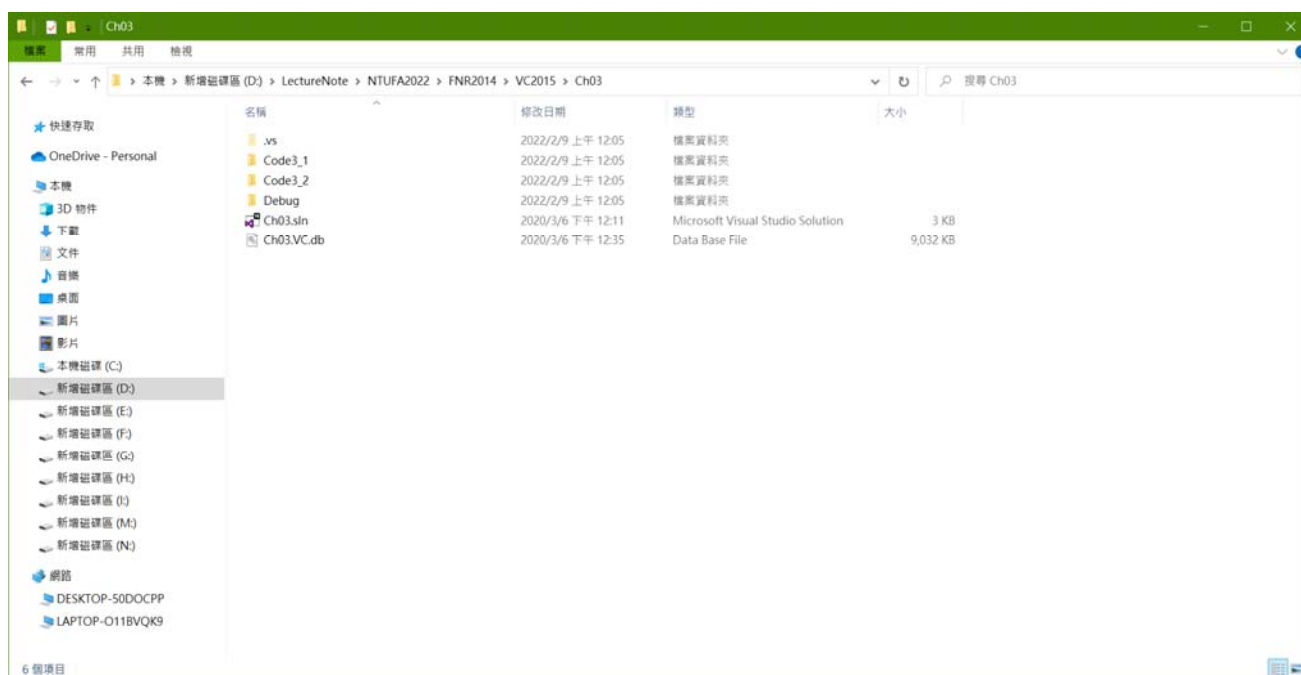 Ch03
檔案 常用 共用 檢視
本機 > 新增磁碟區 (D:) > LectureNote > NTUFA2022 > FNR2014 > VC2015 > Ch03 搜尋 Ch03
名稱 修改日期 類型 大小
.vs 2022/2/9 上午 12:05 檔案資料夾
Code3_1 2022/2/9 上午 12:05 檔案資料夾
Code3_2 2022/2/9 上午 12:05 檔案資料夾
Debug 2022/2/9 上午 12:05 檔案資料夾
Ch03.sln 2020/3/6 下午 12:11 Microsoft Visual Studio Solution 3 KB
Ch03.VC.db 2020/3/6 下午 12:35 Data Base File 9,032 KB
快速存取
OneDrive - Personal
本機
3D 物件
下載
文件
音樂
桌面
圖片
影片
本機磁碟 (C:)
新增磁碟區 (D:)
新增磁碟區 (E:)
新增磁碟區 (F:)
新增磁碟區 (G:)
新增磁碟區 (H:)
新增磁碟區 (I:)
新增磁碟區 (M:)
新增磁碟區 (N:)
網路
DESKTOP-50DOCPP
LAPTOP-O11BVQK9
6 個項目